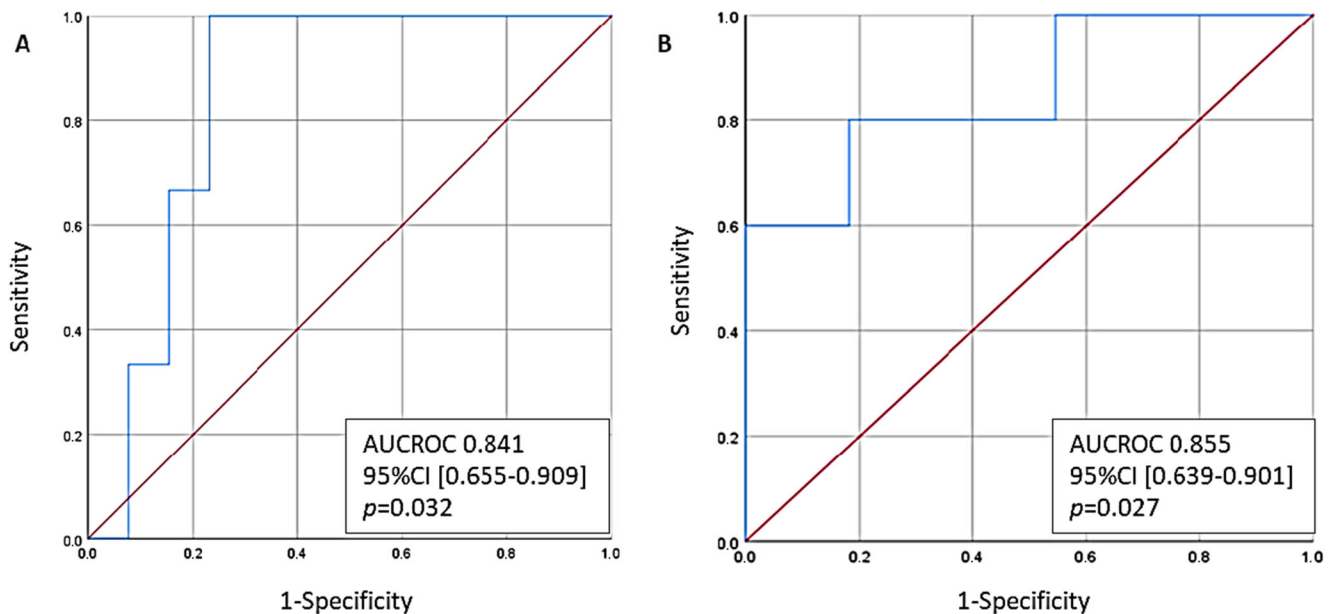 A
1.0
0.8
0.6
0.4
0.2
0.0
0.0 0.2 0.4 0.6 0.8 1.0
Sensitivity
1-Specificity
AUCROC 0.841
95%CI [0.655-0.909]
p=0.032
B
1.0
0.8
0.6
0.4
0.2
0.0
0.0 0.2 0.4 0.6 0.8 1.0
Sensitivity
1-Specificity
AUCROC 0.855
95%CI [0.639-0.901]
p=0.027